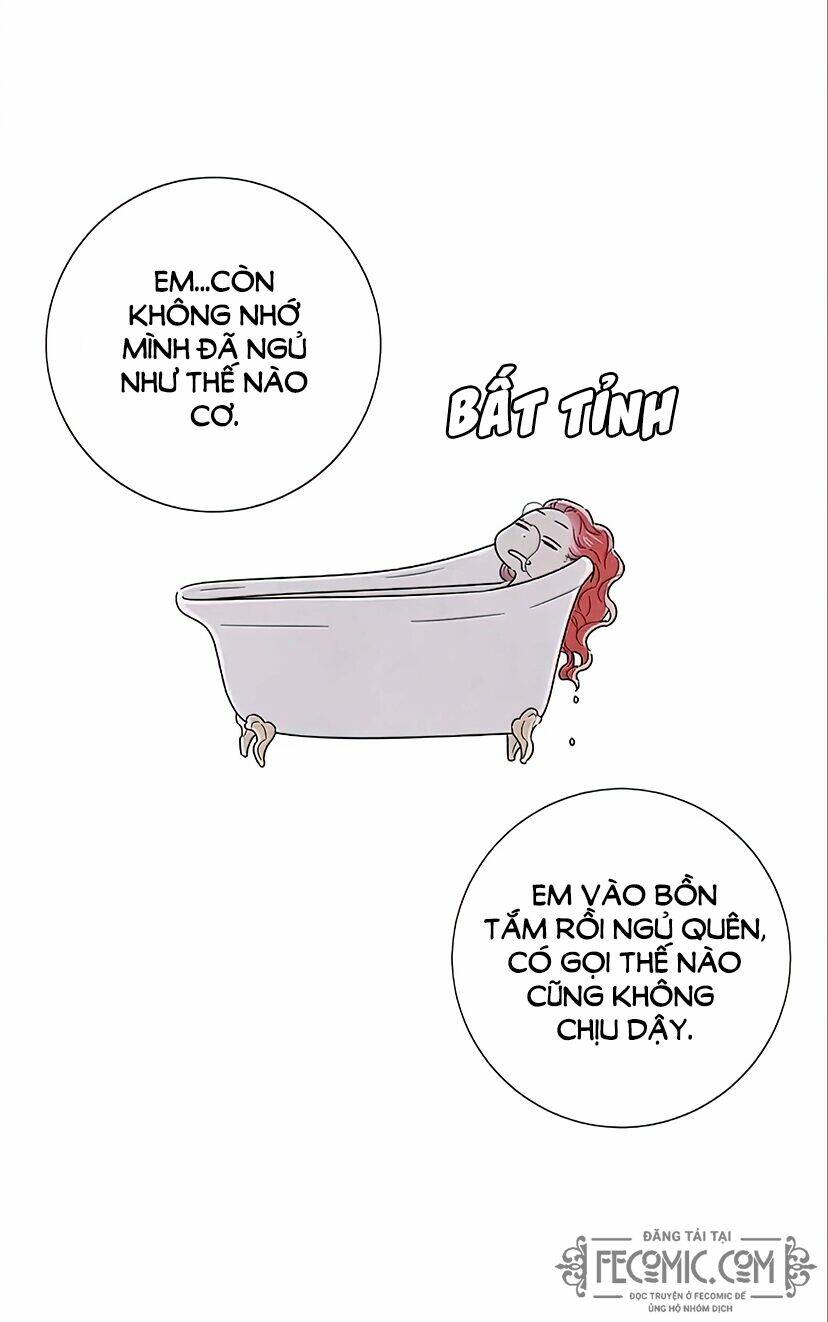 EM...CÒN
KHÔNG NHỚ
MÌNH ĐÃ NGỦ
NHƯ THẾ NÀO
CƠ.
BẤT TỈNH
EM VÀO BỒN
TẮM RỒI NGỦ QUÊN,
CÓ GỌI THẾ NÀO
CŨNG KHÔNG
CHỊU DẬY.
ĐĂNG TẢI TẠI
FECOMIC.COM
ĐỌC TRUYỆN Ở FECOMIC ĐỂ
ỦNG HỘ NHÓM DỊCH